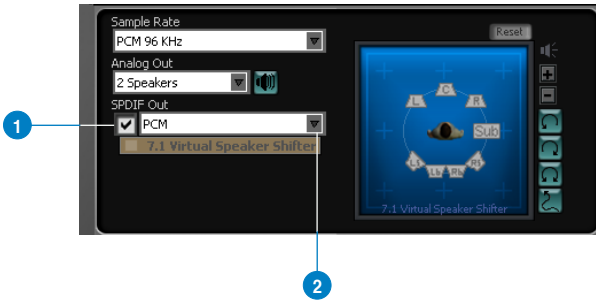 Sample Rate
PCM 96 KHz
Analog Out
2 Speakers
SPDIF Out
PCM
7.1 Virtual Speaker Shifter
Reset
C
L R
Sub
Ls Rs
Lb Rb
7.1 Virtual Speaker Shifter
1
2